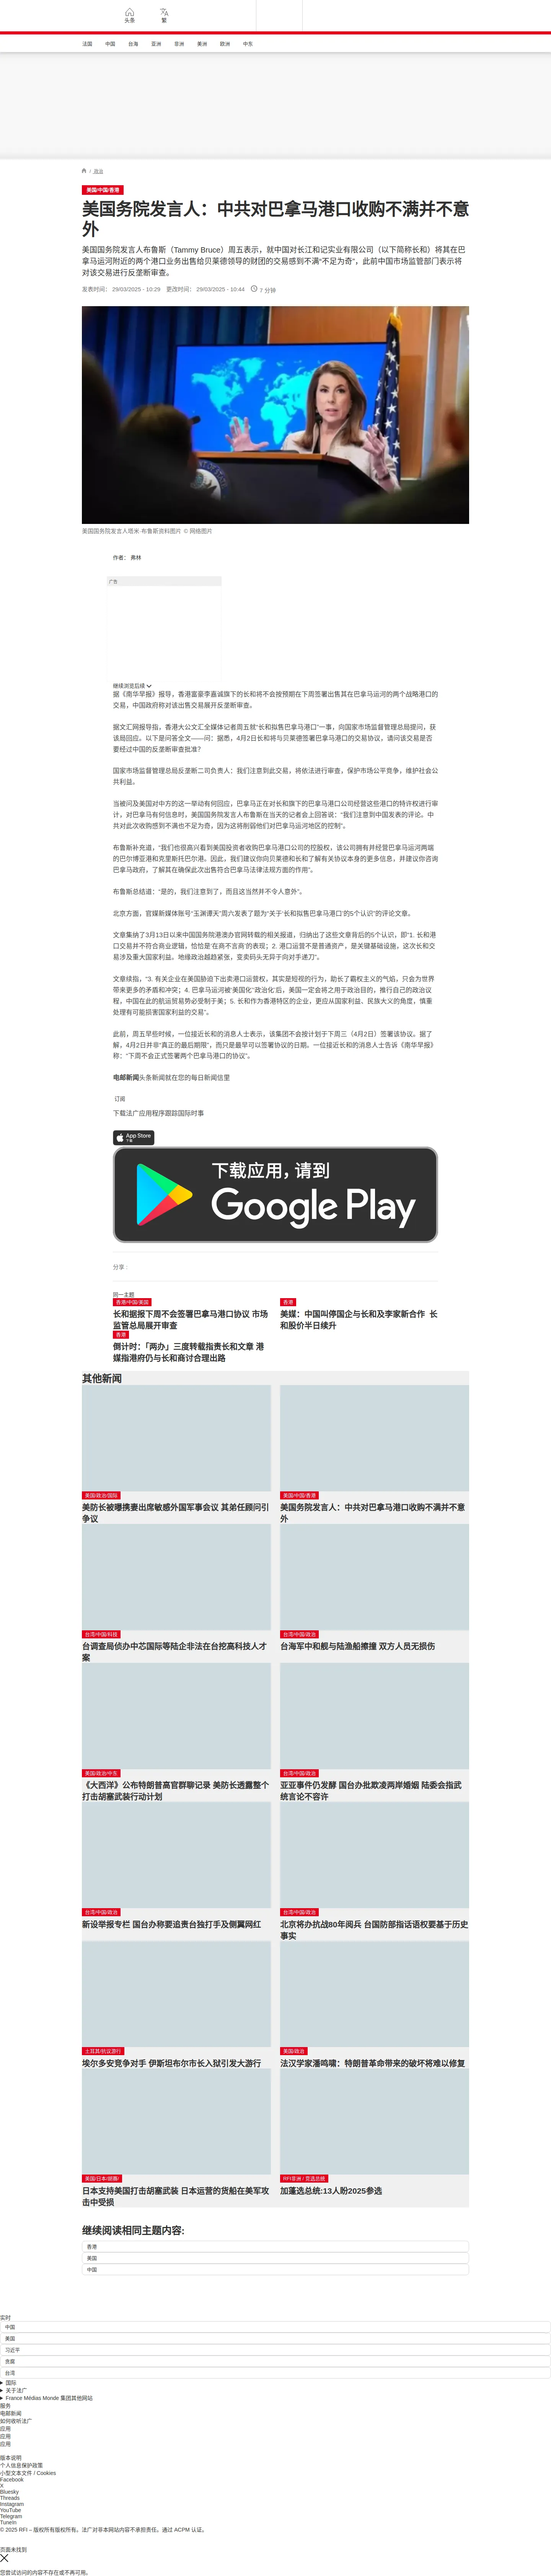 头条
繁
法国
中国
台海
亚洲
非洲
美洲
欧洲
中东
/ 政治
美国/中国/香港
美国务院发言人：中共对巴拿马港口收购不满并不意外
美国国务院发言人布鲁斯（Tammy Bruce）周五表示，就中国对长江和记实业有限公司（以下简称长和）将其在巴拿马运河附近的两个港口业务出售给贝莱德领导的财团的交易感到不满“不足为奇”，此前中国市场监管部门表示将对该交易进行反垄断审查。
发表时间： 29/03/2025 - 10:29 更改时间： 29/03/2025 - 10:44 7 分钟
美国国务院发言人塔米·布鲁斯资料图片 © 网络图片
作者： 弗林
广告
继续浏览后续
据《南华早报》报导，香港富豪李嘉诚旗下的长和将不会按预期在下周签署出售其在巴拿马运河的两个战略港口的交易，中国政府称对该出售交易展开反垄断审查。
据文汇网报导指，香港大公文汇全媒体记者周五就“长和拟售巴拿马港口”一事，向国家市场监督管理总局提问，获该局回应。以下是问答全文——问：据悉，4月2日长和将与贝莱德签署巴拿马港口的交易协议，请问该交易是否要经过中国的反垄断审查批准？
国家市场监督管理总局反垄断二司负责人：我们注意到此交易，将依法进行审查，保护市场公平竞争，维护社会公共利益。
当被问及美国对中方的这一举动有何回应，巴拿马正在对长和旗下的巴拿马港口公司经营这些港口的特许权进行审计，对巴拿马有何信息时，美国国务院发言人布鲁斯在当天的记者会上回答说：“我们注意到中国发表的评论。中共对此次收购感到不满也不足为奇，因为这将削弱他们对巴拿马运河地区的控制”。
布鲁斯补充道，“我们也很高兴看到美国投资者收购巴拿马港口公司的控股权，该公司拥有并经营巴拿马运河两端的巴尔博亚港和克里斯托巴尔港。因此，我们建议你向贝莱德和长和了解有关协议本身的更多信息，并建议你咨询巴拿马政府，了解其在确保此次出售符合巴拿马法律法规方面的作用”。
布鲁斯总结道：“是的，我们注意到了，而且这当然并不令人意外”。
北京方面，官媒新媒体账号“玉渊谭天”周六发表了题为“关于‘长和拟售巴拿马港口’的5个认识”的评论文章。
文章集纳了3月13日以来中国国务院港澳办官网转载的相关报道，归纳出了这些文章背后的5个认识，即“1. 长和港口交易并不符合商业逻辑，恰恰是‘在商不言商’的表现；2. 港口运营不是普通资产，是关键基础设施，这次长和交易涉及重大国家利益。地缘政治越趋紧张，变卖码头无异于向对手递刀”。
文章续指，“3. 有关企业在美国胁迫下出卖港口运营权，其实是短视的行为，助长了霸权主义的气焰，只会为世界带来更多的矛盾和冲突；4. 巴拿马运河被‘美国化’‘政治化’后，美国一定会将之用于政治目的，推行自己的政治议程，中国在此的航运贸易势必受制于美；5. 长和作为香港特区的企业，更应从国家利益、民族大义的角度，慎重处理有可能损害国家利益的交易”。
此前，周五早些时候，一位接近长和的消息人士表示，该集团不会按计划于下周三（4月2日）签署该协议。据了解，4月2日并非“真正的最后期限”，而只是最早可以签署协议的日期。一位接近长和的消息人士告诉《南华早报》称：“下周不会正式签署两个巴拿马港口的协议”。
电邮新闻头条新闻就在您的每日新闻信里
订阅
下载法广应用程序跟踪国际时事
App Store
下载
下载应用，请到
Google Play
分享 :
同一主题
香港/中国/美国
长和据报下周不会签署巴拿马港口协议 市场监管总局展开审查
香港
美媒：中国叫停国企与长和及李家新合作 长和股价半日续升
香港
倒计时：「两办」三度转载指责长和文章 港媒指港府仍与长和商讨合理出路
其他新闻
美国/政治/国际
美防长被曝携妻出席敏感外国军事会议 其弟任顾问引争议
美国/中国/香港
美国务院发言人：中共对巴拿马港口收购不满并不意外
台湾/中国/科技
台调查局侦办中芯国际等陆企非法在台挖高科技人才案
台湾/中国/政治
台海军中和舰与陆渔船擦撞 双方人员无损伤
美国/政治/中东
《大西洋》公布特朗普高官群聊记录 美防长透露整个打击胡塞武装行动计划
台湾/中国/政治
亚亚事件仍发酵 国台办批欺凌两岸婚姻 陆委会指武统言论不容许
台湾/中国/政治
新设举报专栏 国台办称要追责台独打手及侧翼网红
台湾/中国/政治
北京将办抗战80年阅兵 台国防部指话语权要基于历史事实
土耳其/抗议游行
埃尔多安竞争对手 伊斯坦布尔市长入狱引发大游行
美国/政治
法汉学家潘鸣啸：特朗普革命带来的破坏将难以修复
美国/日本/胡塞/
日本支持美国打击胡塞武装 日本运营的货船在美军攻击中受损
RFI非洲 / 竞选总统
加蓬选总统:13人盼2025参选
继续阅读相同主题内容:
香港
美国
中国
实时
中国
美国
习近平
贪腐
台湾
国际
关于法广
France Médias Monde 集团其他网站
服务
电邮新闻
如何收听法广
应用
应用
应用
版本说明
个人信息保护政策
小型文本文件 / Cookies
Facebook
X
Bluesky
Threads
Instagram
YouTube
Telegram
TuneIn
© 2025 RFI – 版权所有版权所有。法广对非本网站内容不承担责任。通过 ACPM 认证。
页面未找到
您尝试访问的内容不存在或不再可用。